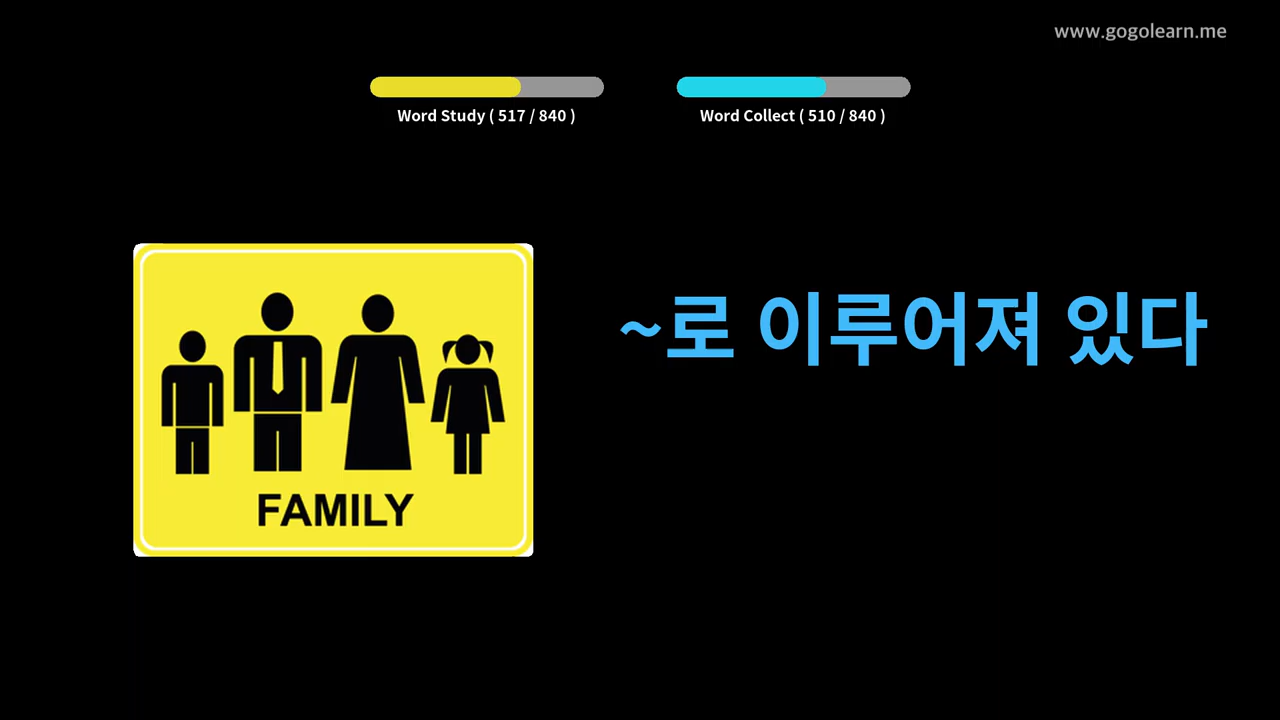 www.gogolearn.me
Word Study ( 517 / 840 )
Word Collect ( 510 / 840 )
~로 이루어져 있다
FAMILY